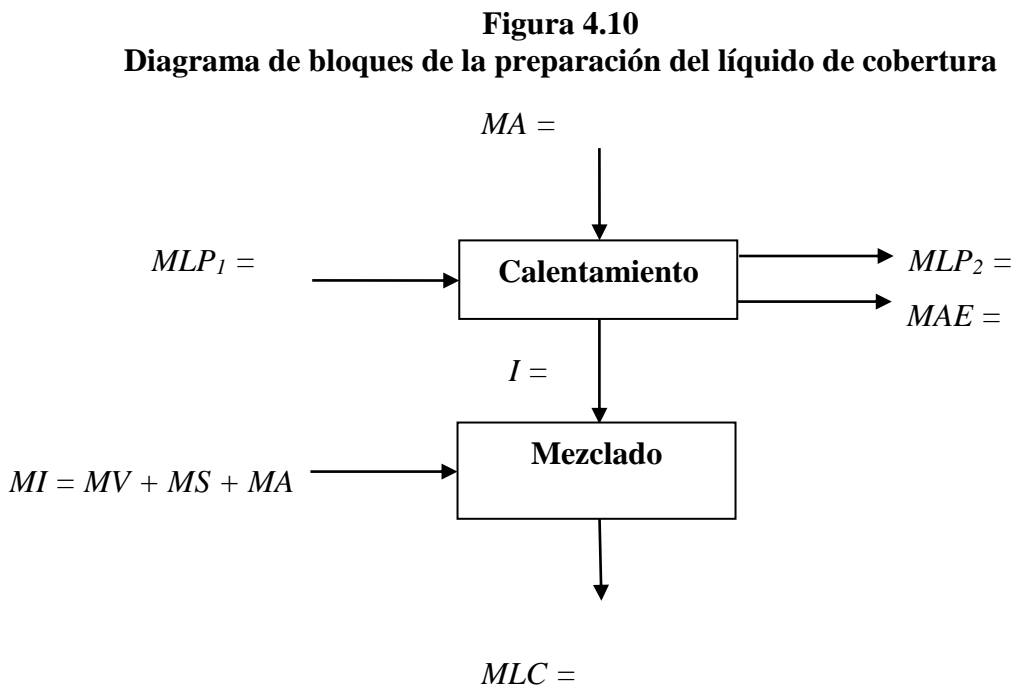 Figura 4.10
Diagrama de bloques de la preparación del líquido de cobertura
MA =
MLP₁ =
Calentamiento
MLP₂ =
MAE =
I =
Mezclado
MI = MV + MS + MA
MLC =